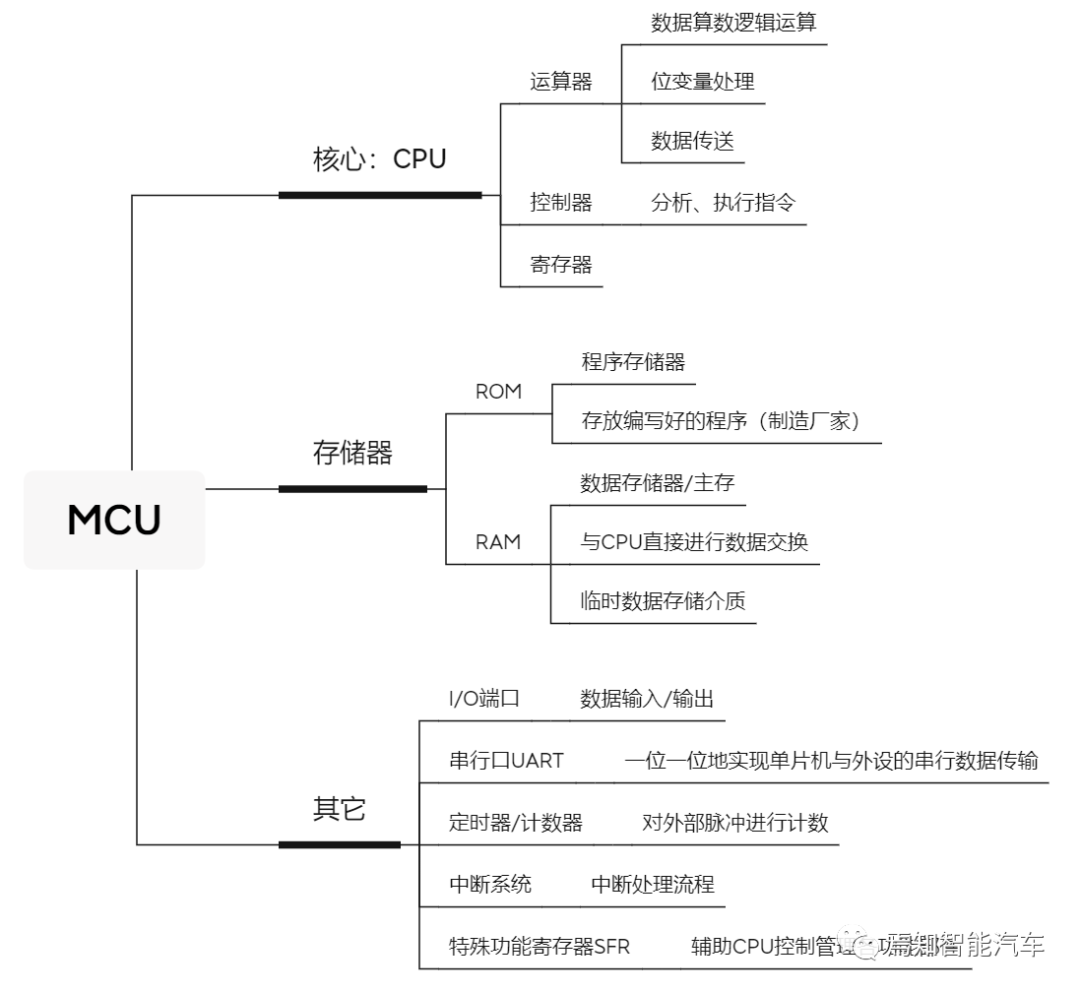 MCU
核心：CPU
运算器
数据算数逻辑运算
位变量处理
数据传送
控制器
分析、执行指令
寄存器
存储器
ROM
程序存储器
存放编写好的程序（制造厂家）
RAM
数据存储器/主存
与CPU直接进行数据交换
临时数据存储介质
其它
I/O端口
数据输入/输出
串行口UART
一位一位地实现单片机与外设的串行数据传输
定时器/计数器
对外部脉冲进行计数
中断系统
中断处理流程
特殊功能寄存器SFR
辅助CPU控制管理
智能汽车